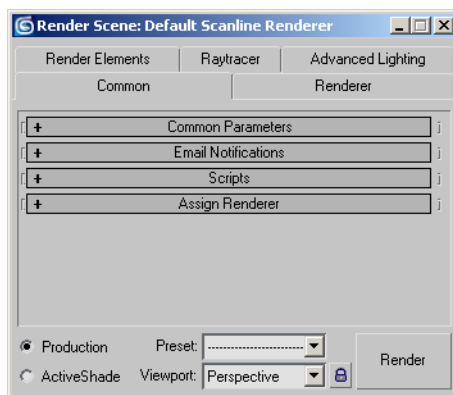 Render Scene: Default Scanline Renderer
Render Elements Raytracer Advanced Lighting
Common Renderer
+ Common Parameters
+ Email Notifications
+ Scripts
+ Assign Renderer
Production Preset: --------------------
ActiveShade Viewport: Perspective Render